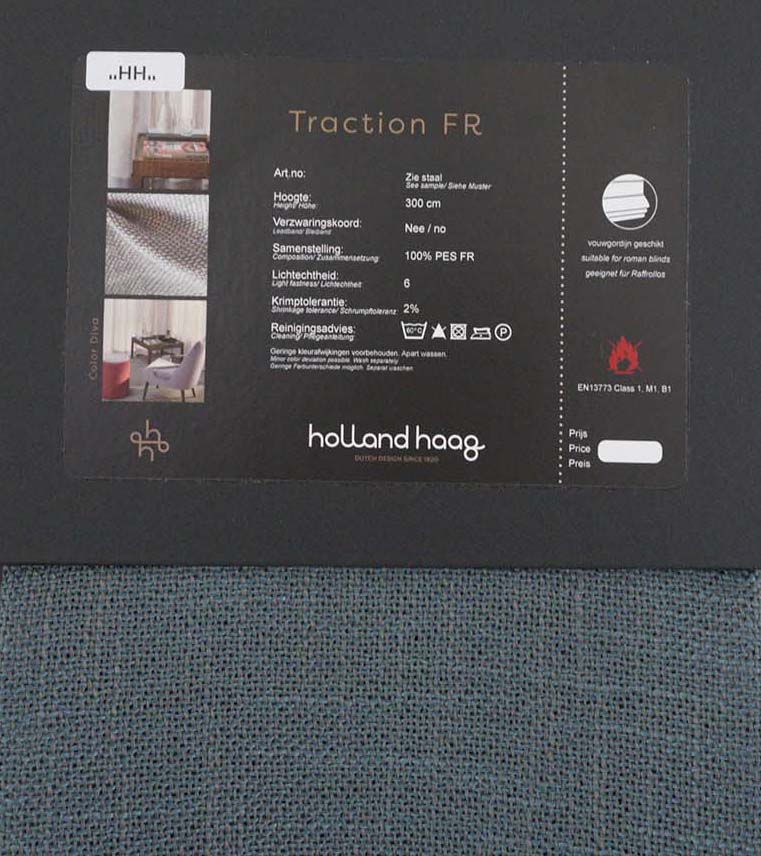 „HH„
Traction FR
Art.no: Zie staal
See sample/ Siehe Muster
Hoogte: 300 cm
Height/ Höhe:
Verzwaringskoord: Nee / no
Leadband/ Bleiband
Samenstelling: 100% PES FR
Composition/ Zusammensetzung:
Lichtechtheid: 6
Light fastness/ Lichtechtheit
Krimptolerantie: 2%
Shrinkage tolerance/ Schrumpftoleranz
Reinigingsadvies: 60°C P
Cleaning/ Pflegeanleitung:
Geringe kleurafwijkingen voorbehouden. Apart wassen.
Minor color deviation possible. Wash separately
Geringe Farbunterschiede möglich. Separat waschen
Color Diva
holland haag
DUTCH DESIGN SINCE 1920
vouwgordijn geschikt
suitable for roman blinds
geeignet für Raffrollos
EN13773 Class 1, M1, B1
Prijs
Price
Preis